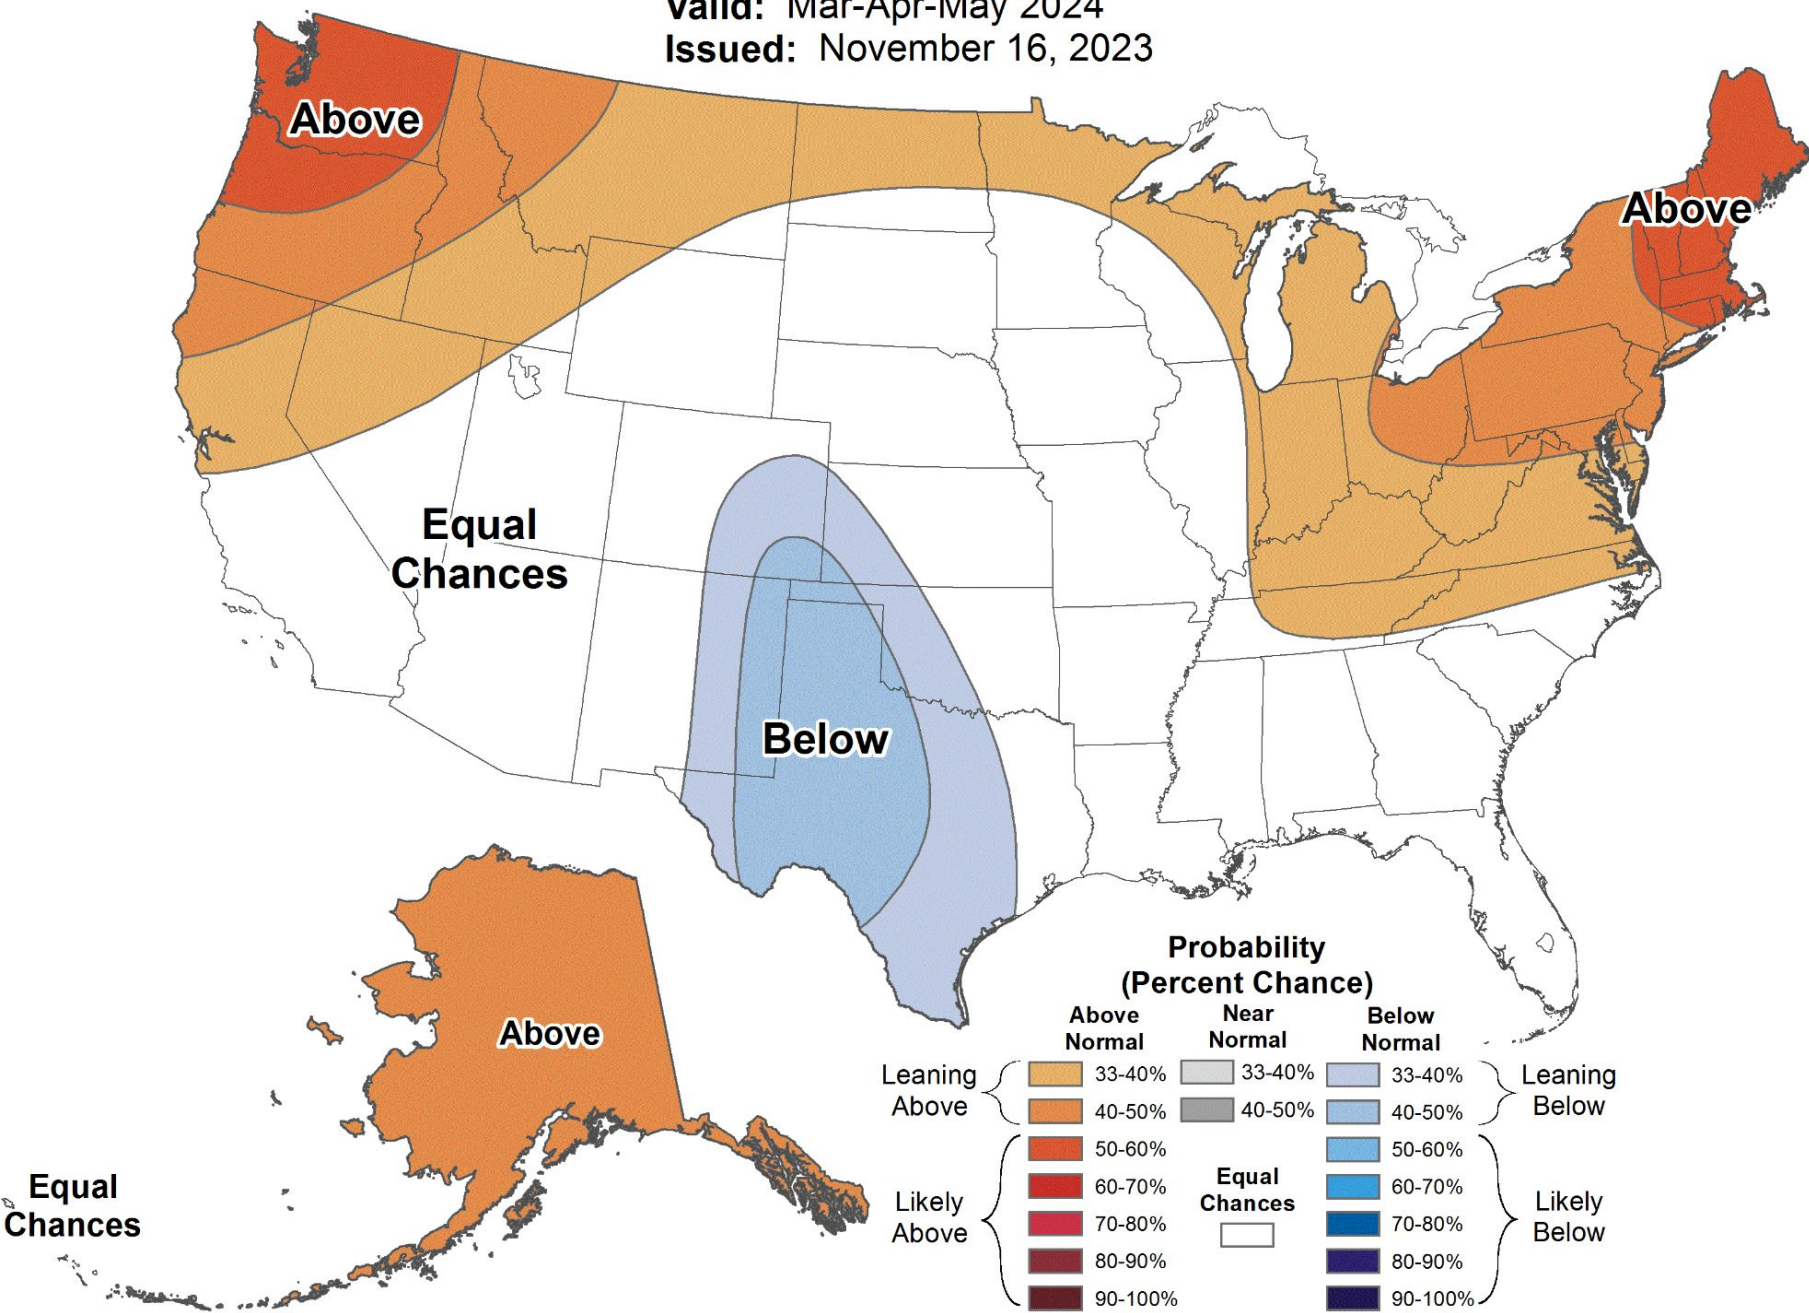 Valid: Mar-Apr-May 2024
Issued: November 16, 2023
Above
Above
Equal
Chances
Below
Above
Equal
Chances
Probability
(Percent Chance)
Above
Normal
Near
Normal
Below
Normal
Leaning
Above
33-40%
33-40%
33-40%
Leaning
Below
40-50%
40-50%
40-50%
50-60%
50-60%
Equal
Chances
Likely
Above
60-70%
60-70%
Likely
Below
70-80%
70-80%
80-90%
80-90%
90-100%
90-100%